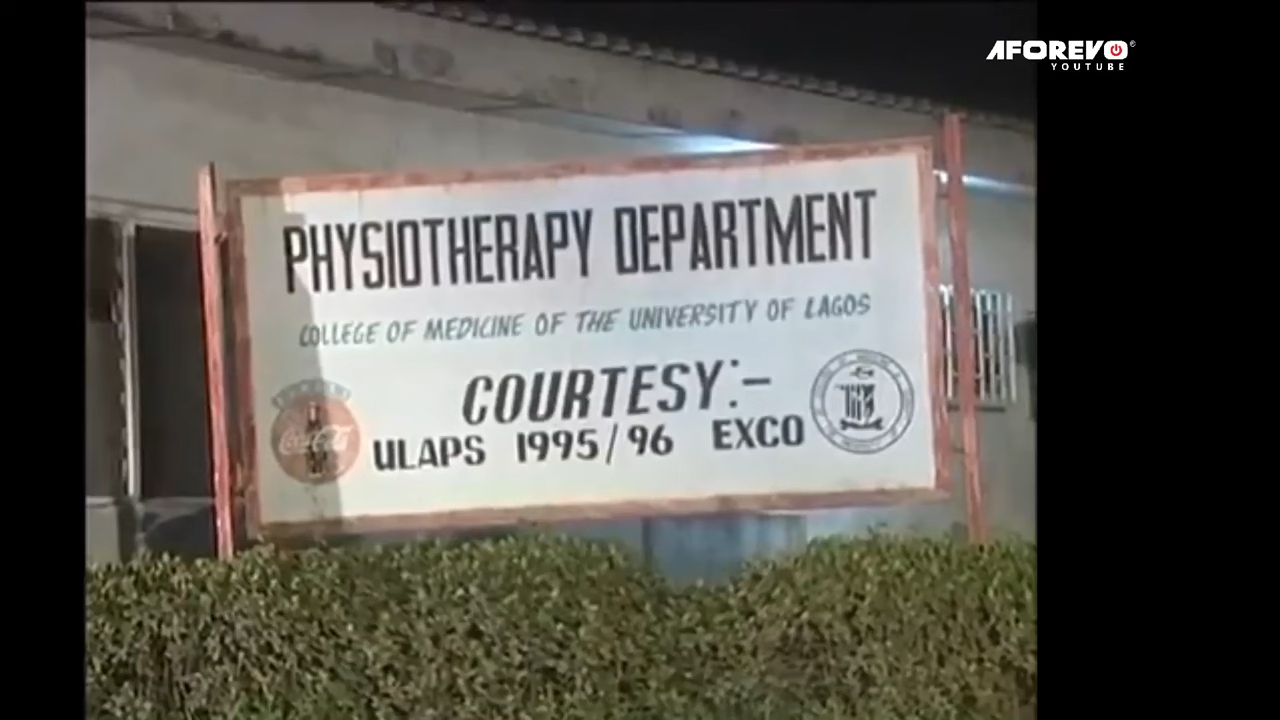 AFOREVO
YOUTUBE
PHYSIOTHERAPY DEPARTMENT
COLLEGE OF MEDICINE OF THE UNIVERSITY OF LAGOS
COURTESY:-
Coca-Cola
ULAPS 1995/96 EXCO